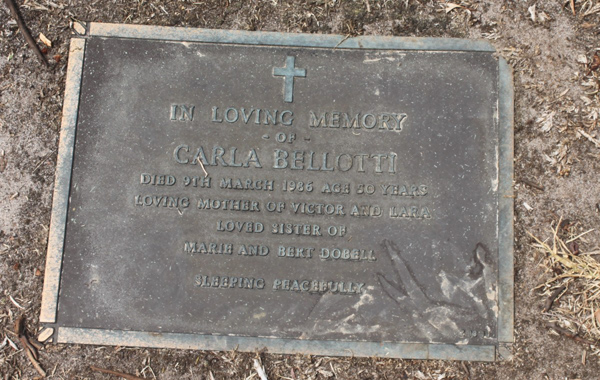 IN LOVING MEMORY
- OF -
CARLA BELLOTTI
DIED 9TH MARCH 1986 AGE 50 YEARS
LOVING MOTHER OF VICTOR AND LARA
LOVED SISTER OF
MARIE AND BERT DOBELL
SLEEPING PEACEFULLY